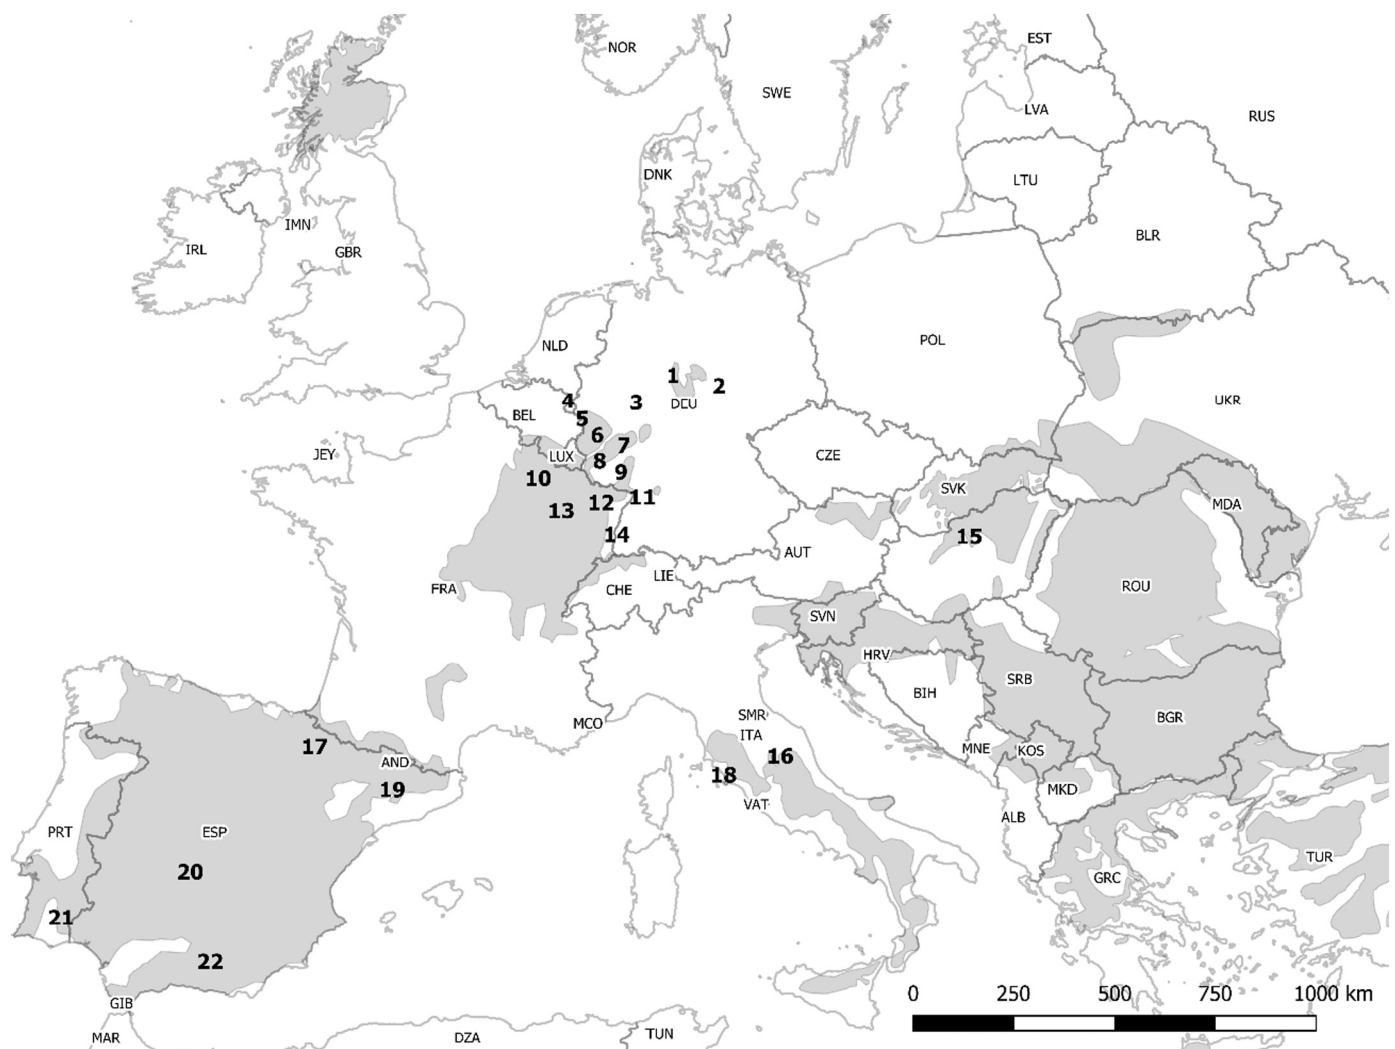 NOR
EST
SWE
LVA
RUS
DNK
LTU
IMN
IRL
GBR
BLR
NLD
POL
1
2
DEU
3
4
BEL
5
UKR
6
7
JEY
LUX
8
CZE
9
10
SVK
11
12
13
MDA
14
15
AUT
LIE
FRA
CHE
ROU
SVN
HRV
SRB
BIH
SMR
MCO
BGR
ITA
17
MNE
KOS
16
AND
18
19
MKD
VAT
ALB
PRT
ESP
TUR
20
GRC
21
22
GIB
0 250 500 750 1000 km
MAR
DZA
TUN